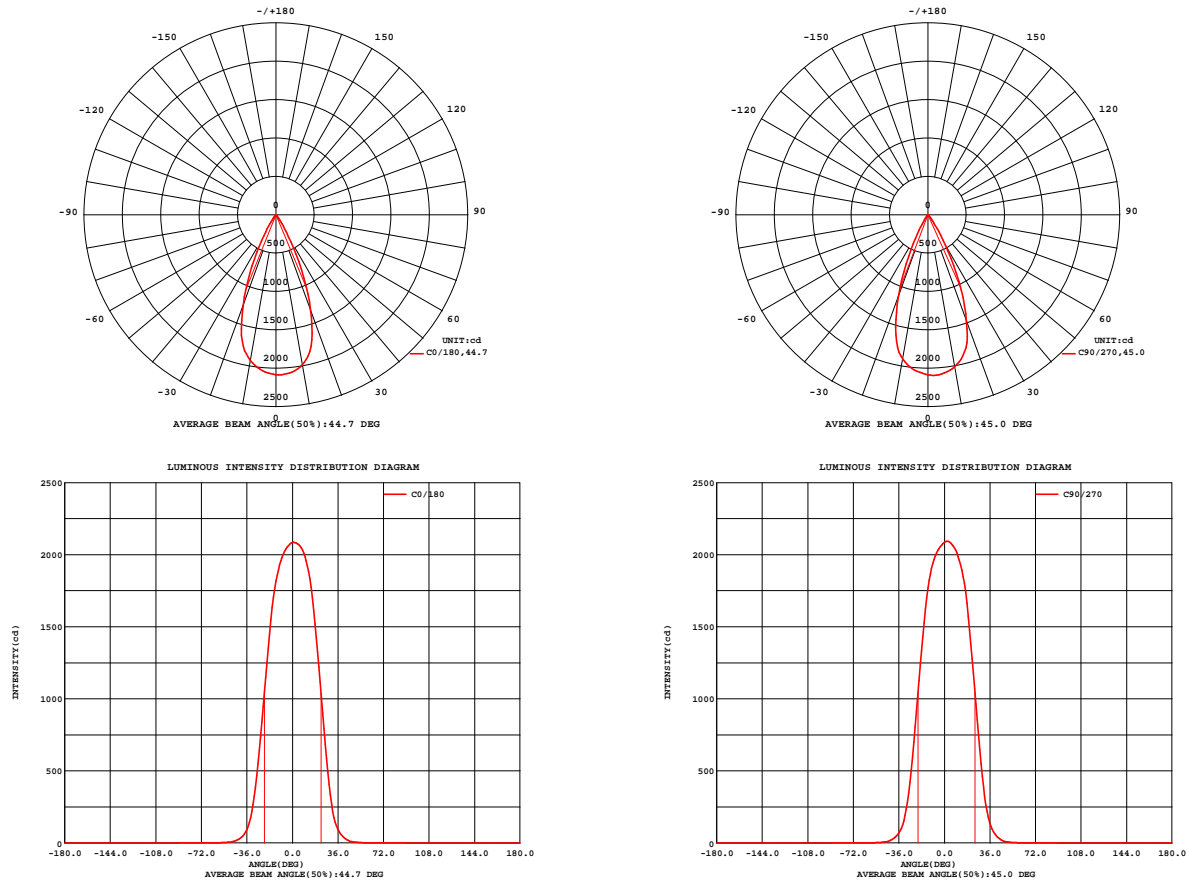 -/+180
-150
150
-120
120
-90
90
0
500
1000
1500
2000
2500
-60
60
-30
30
0
UNIT:cd
C0/180,44.7
AVERAGE BEAM ANGLE(50%):44.7 DEG
-/+180
-150
150
-120
120
-90
90
0
500
1000
1500
2000
2500
-60
60
-30
30
0
UNIT:cd
C90/270,45.0
AVERAGE BEAM ANGLE(50%):45.0 DEG
LUMINOUS INTENSITY DISTRIBUTION DIAGRAM
C0/180
2500
2000
1500
1000
500
0
INTENSITY(cd)
-180.0 -144.0 -108.0 -72.0 -36.0 0.0 36.0 72.0 108.0 144.0 180.0
ANGLE(DEG)
AVERAGE BEAM ANGLE(50%):44.7 DEG
LUMINOUS INTENSITY DISTRIBUTION DIAGRAM
C90/270
2500
2000
1500
1000
500
0
INTENSITY(cd)
-180.0 -144.0 -108.0 -72.0 -36.0 0.0 36.0 72.0 108.0 144.0 180.0
ANGLE(DEG)
AVERAGE BEAM ANGLE(50%):45.0 DEG